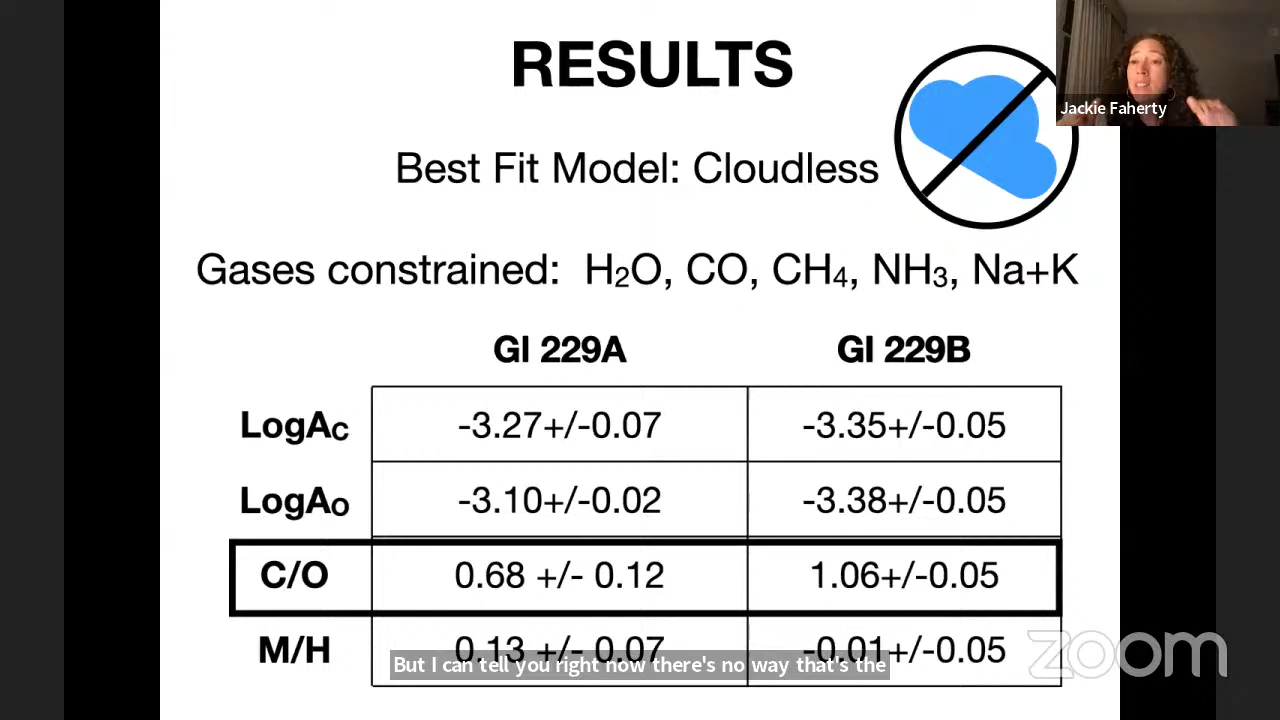 RESULTS
Jackie Faherty
Best Fit Model: Cloudless
Gases constrained: H₂O, CO, CH₄, NH₃, Na+K
Gl 229A Gl 229B
LogAC -3.27+/-0.07 -3.35+/-0.05
LogAO -3.10+/-0.02 -3.38+/-0.05
C/O 0.68 +/- 0.12 1.06+/-0.05
M/H 0.13 +/- 0.07 -0.01+/-0.05
But I can tell you right now there's no way that's the
zoom